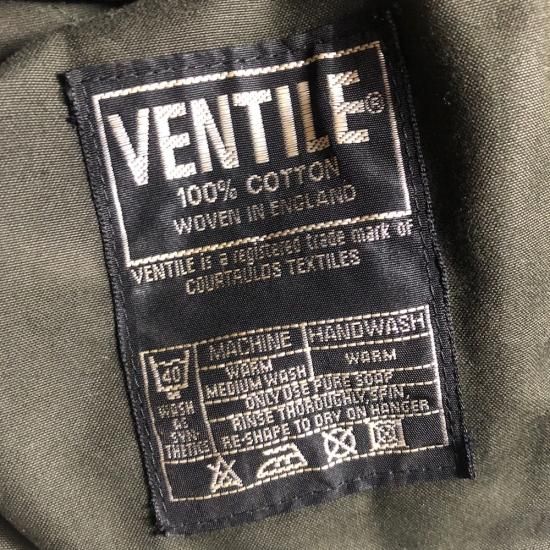 VENTILE®
100% COTTON
WOVEN IN ENGLAND
VENTILE is a registered trade mark of
COURTAULDS TEXTILES
MACHINE HANDWASH
40 WARM WARM
MEDIUM WASH
WASH AS SYN- THETICS
ONLY USE PURE SOAP
RINSE THOROUGHLY, SPIN,
RE-SHAPE TO DRY ON HANGER